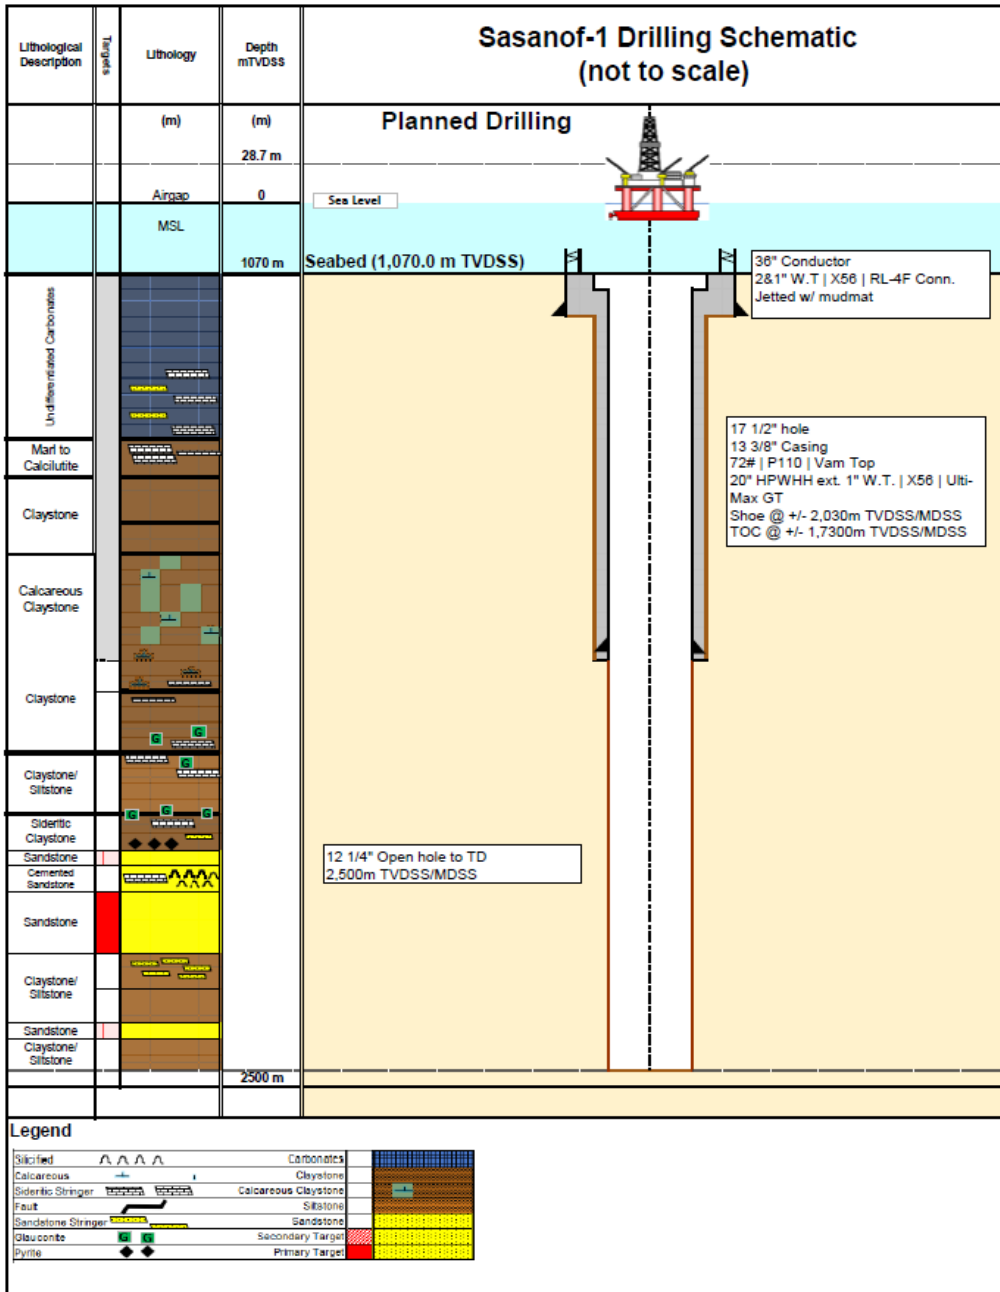 Lithological
Description
Targets
Lithology
Depth
mTVDSS
Sasanof-1 Drilling Schematic
(not to scale)
(m)
(m)
Planned Drilling
28.7 m
Airgap
0
Sea Level
MSL
1070 m
Seabed (1,070.0 m TVDSS)
36" Conductor
2&1" W.T | X56 | RL-4F Conn.
Jetted w/ mudmat
Undifferentiated Carbonates
17 1/2" hole
13 3/8" Casing
72# | P110 | Vam Top
20" HPWHH ext. 1" W.T. | X56 | Ulti-
Max GT
Shoe @ +/- 2,030m TVDSS/MDSS
TOC @ +/- 1,7300m TVDSS/MDSS
Marl to
Calcilutite
Claystone
Calcareous
Claystone
Claystone
G
G
Claystone/
Siltstone
G
G
G
G
Sideritic
Claystone
Sandstone
Cemented
Sandstone
12 1/4" Open hole to TD
2,500m TVDSS/MDSS
Sandstone
Claystone/
Siltstone
Sandstone
Claystone/
Siltstone
2500 m
Legend
Silicified
Carbonates
Calcareous
Claystone
Sideritic Stringer
Calcareous Claystone
Fault
Siltstone
Sandstone Stringer
Sandstone
Glauconite
G
G
Secondary Target
Pyrite
Primary Target